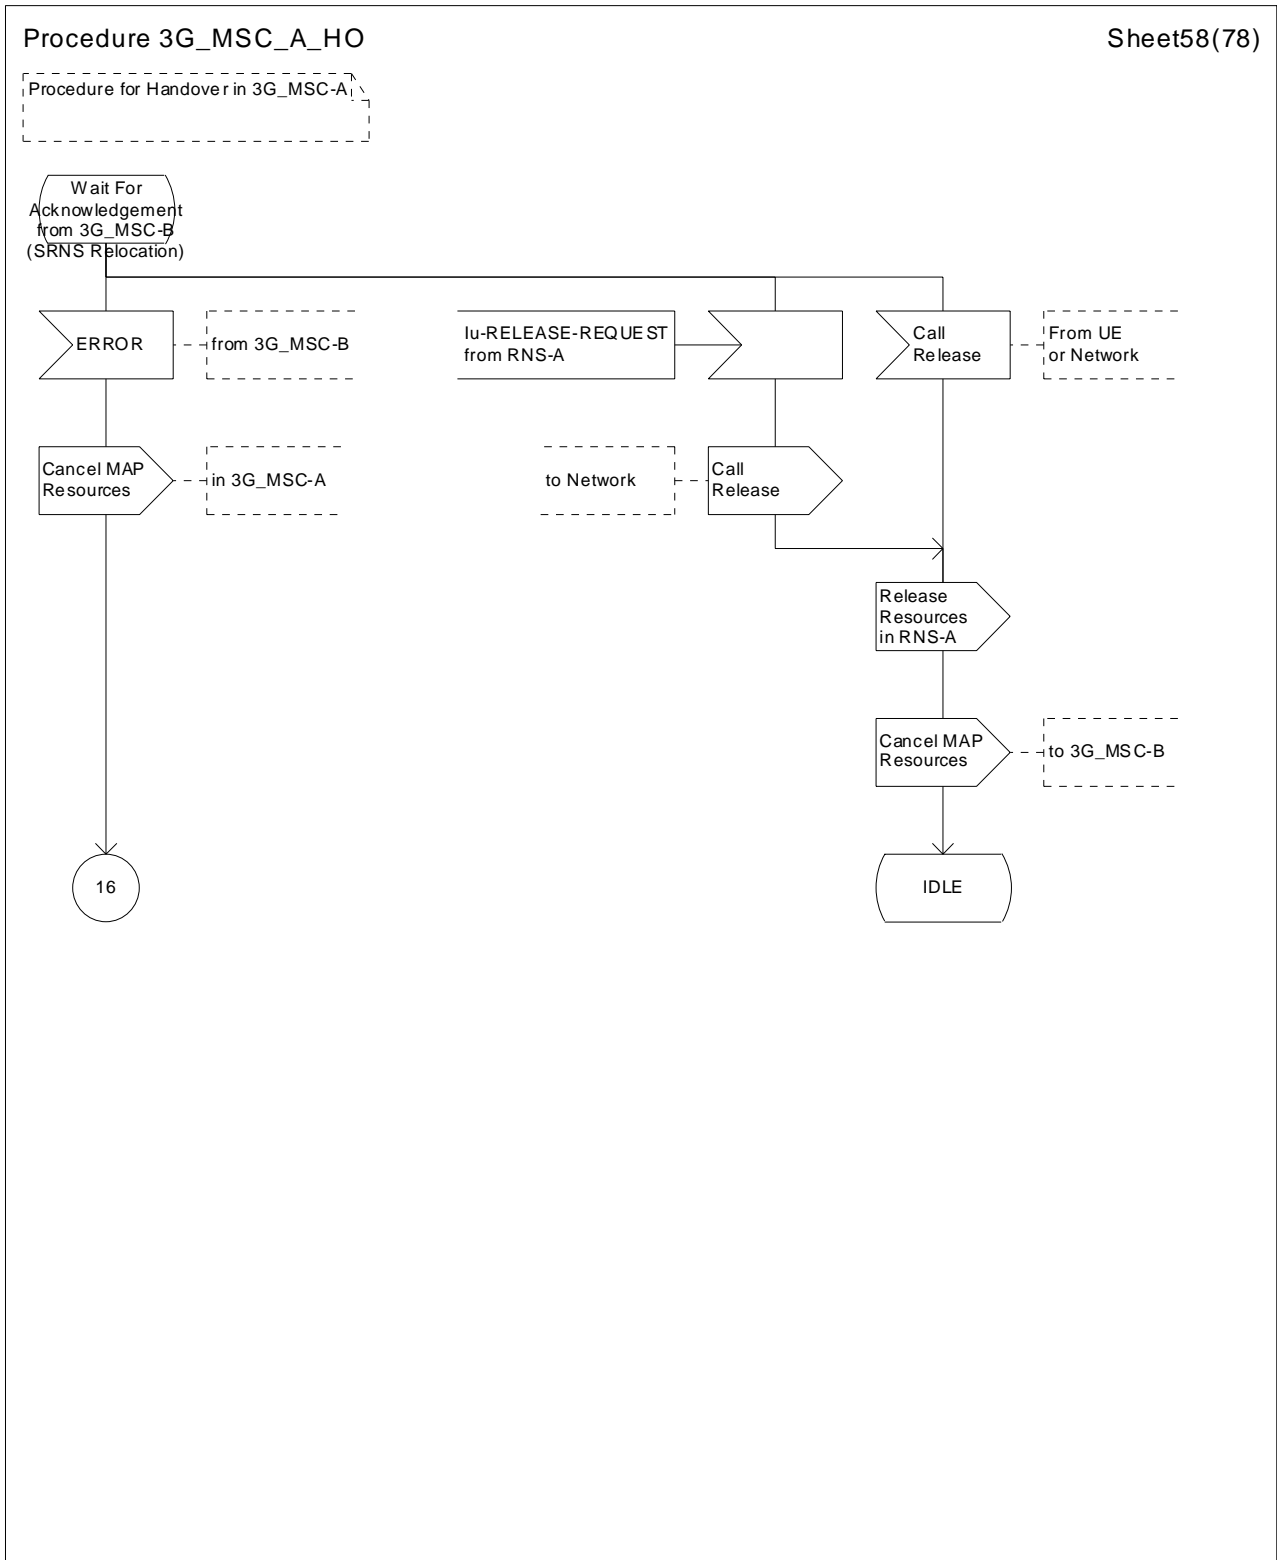 Procedure 3G_MSC_A_HO
Sheet58(78)
Procedure for Handover in 3G_MSC-A
Wait For
Acknowledgement
from 3G_MSC-B
(SRNS Relocation)
ERROR
from 3G_MSC-B
Iu-RELEASE-REQUEST
from RNS-A
Call
Release
From UE
or Network
Cancel MAP
Resources
in 3G_MSC-A
to Network
Call
Release
Release
Resources
in RNS-A
Cancel MAP
Resources
to 3G_MSC-B
16
IDLE